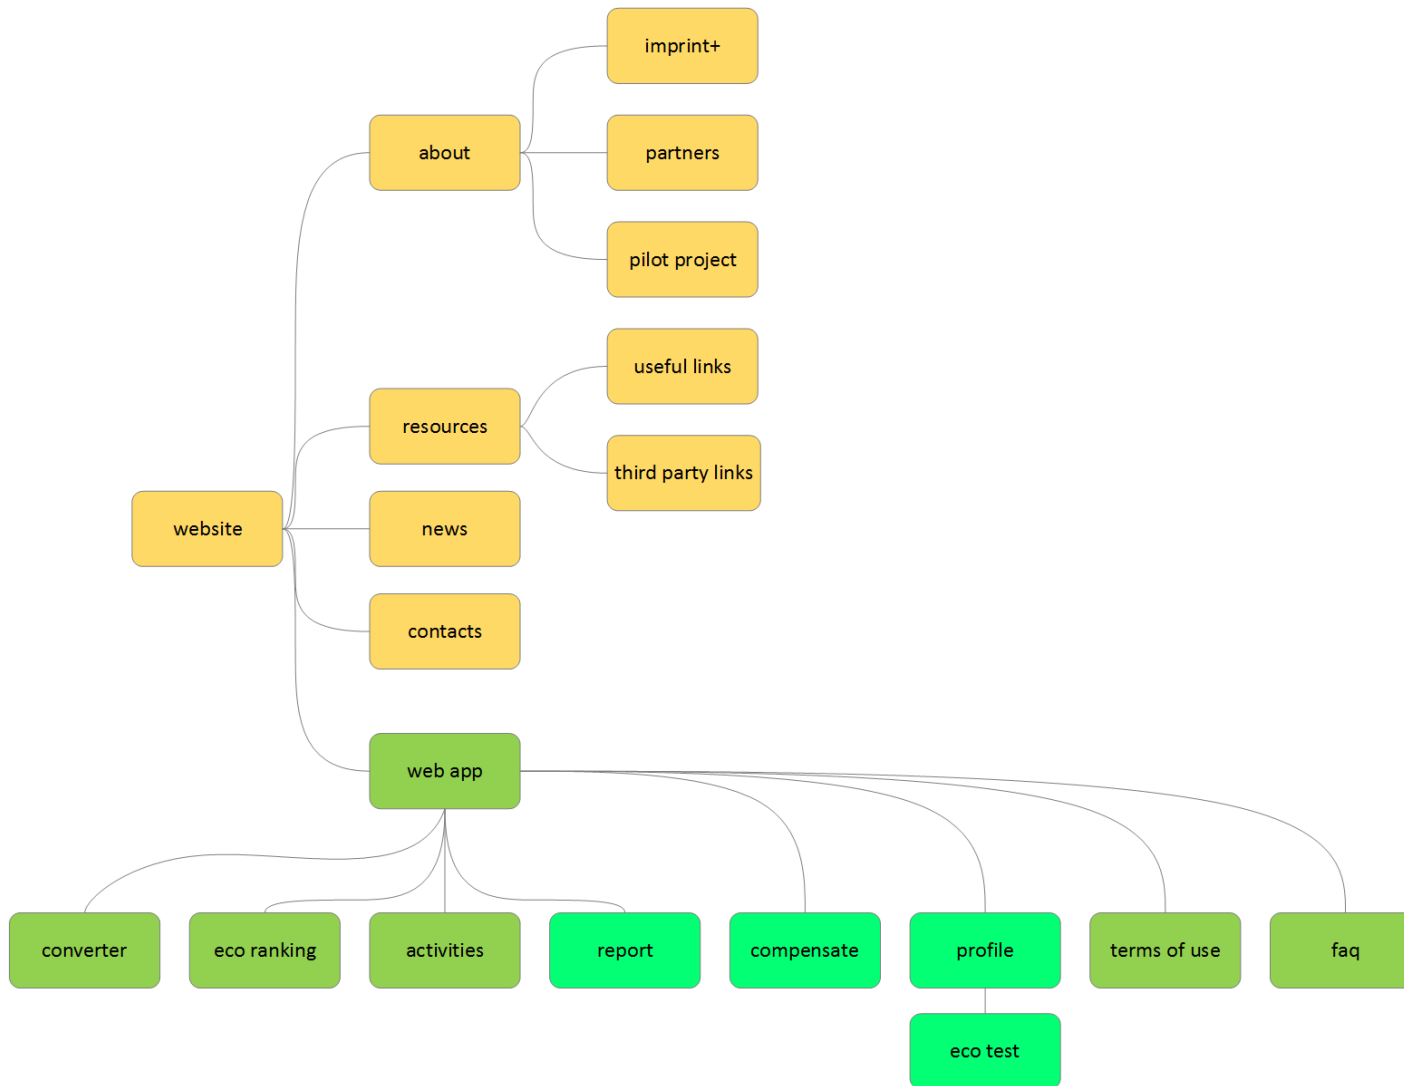 imprint+
about
partners
pilot project
useful links
resources
third party links
website
news
contacts
web app
converter
eco ranking
activities
report
compensate
profile
terms of use
faq
eco test